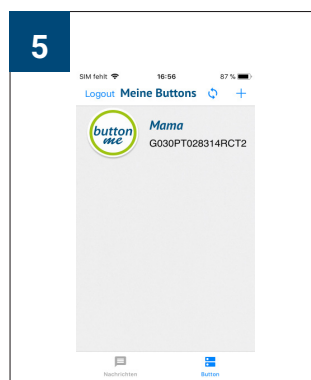 5
SIM fehlt 16:56 87 %
Logout Meine Buttons
button
me
Mama
G030PT028314RCT2
Nachrichten Button